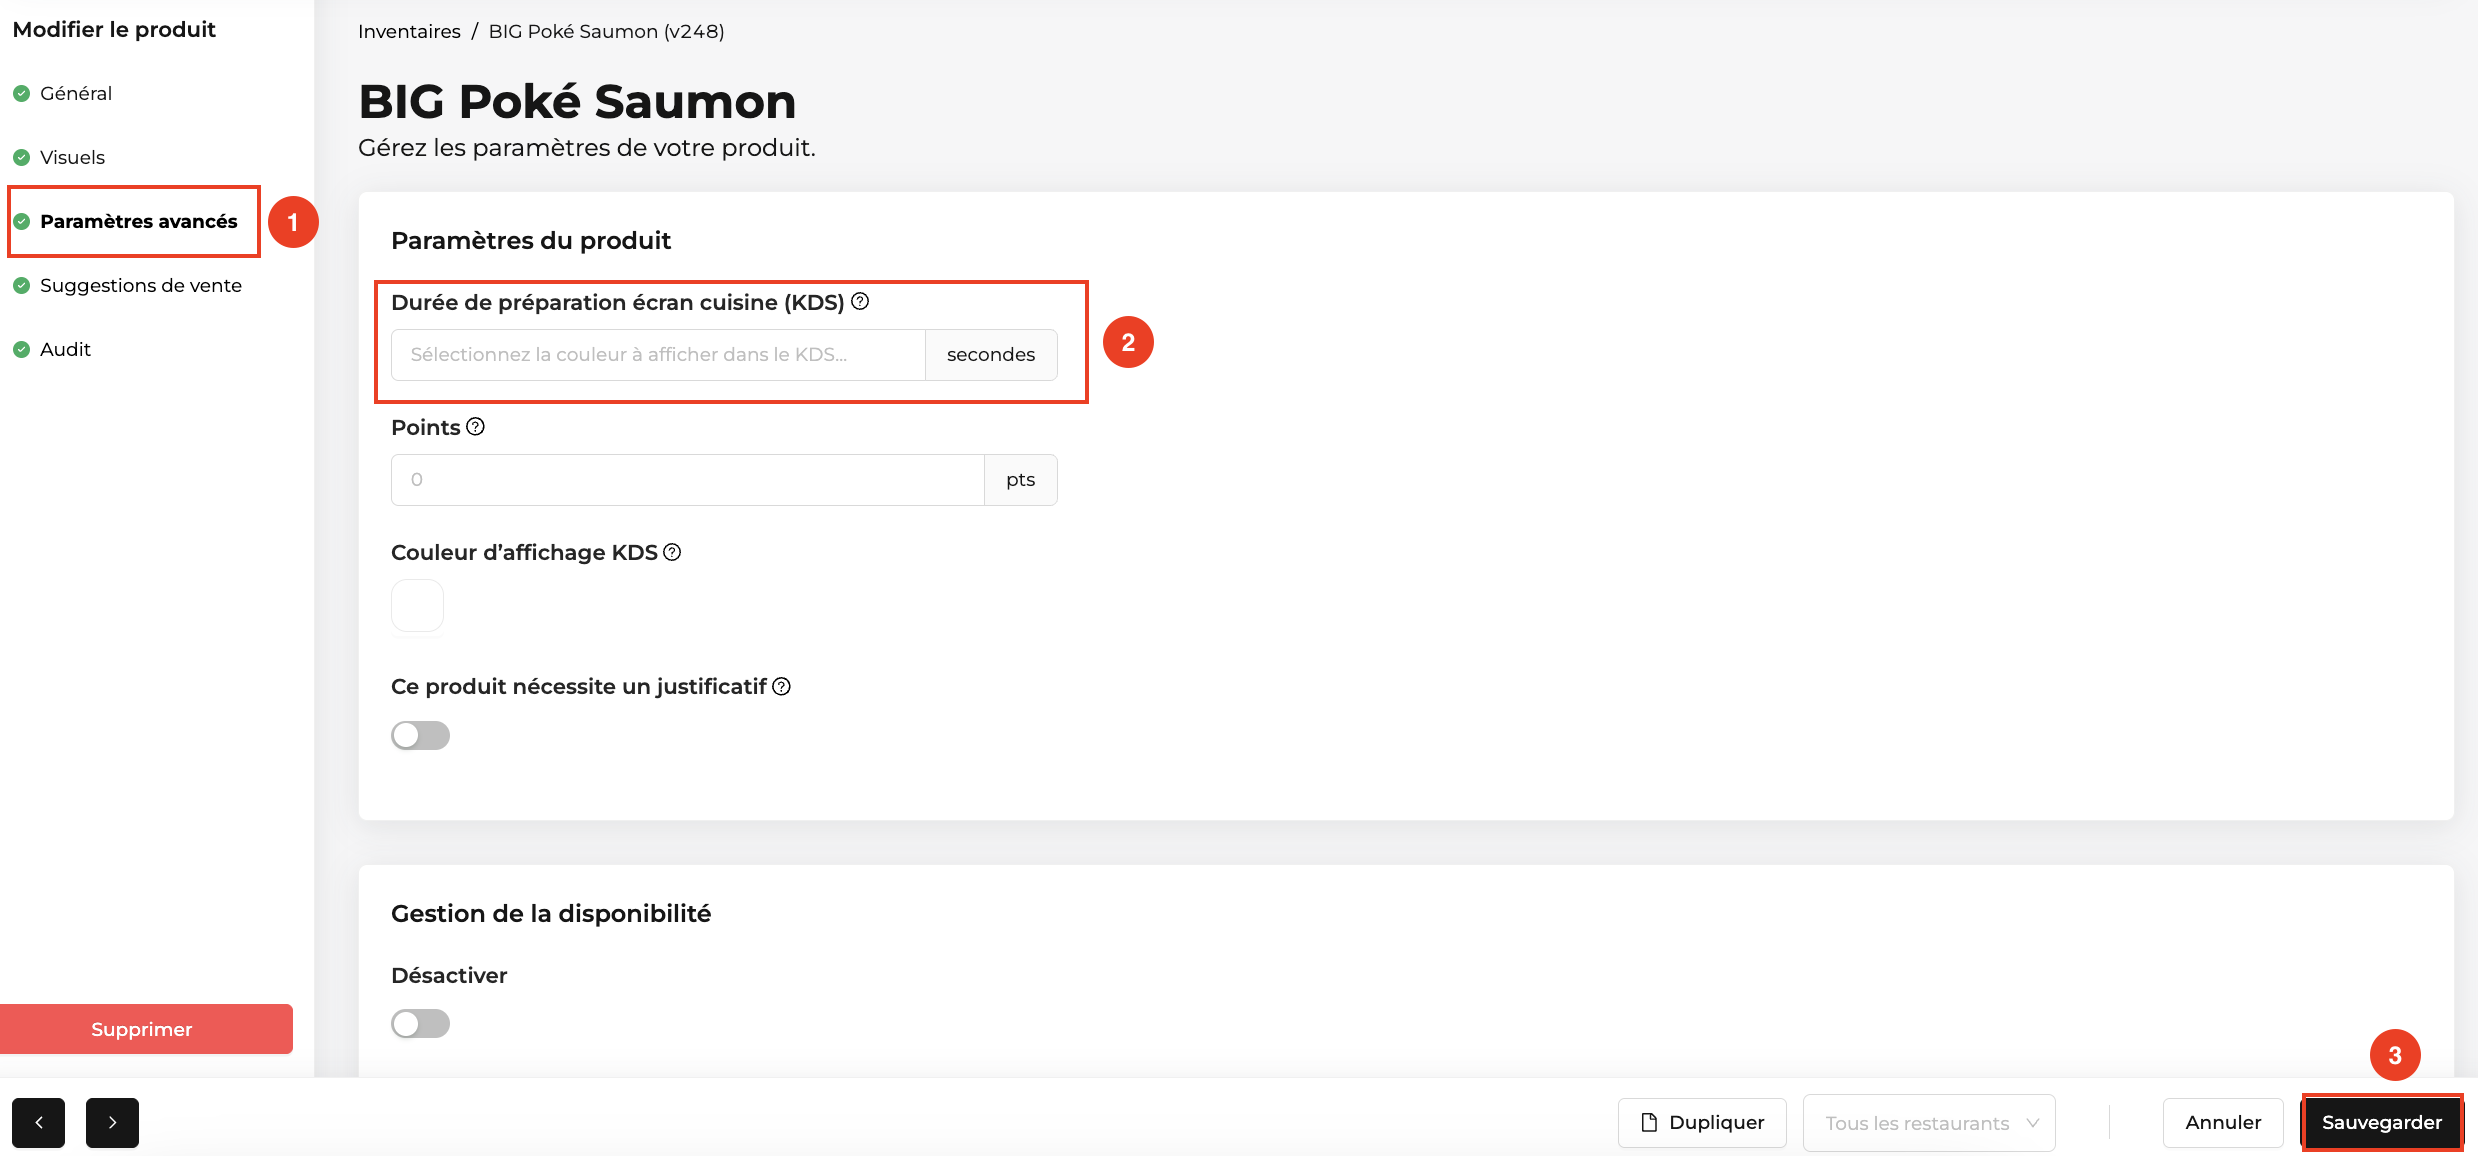 Modifier le produit
Général
Visuels
Paramètres avancés
1
Suggestions de vente
Audit
Supprimer
Inventaires / BIG Poké Saumon (v248)
BIG Poké Saumon
Gérez les paramètres de votre produit.
Paramètres du produit
Durée de préparation écran cuisine (KDS) ?
Sélectionnez la couleur à afficher dans le KDS... secondes
2
Points ?
0 pts
Couleur d’affichage KDS ?
Ce produit nécessite un justificatif ?
Gestion de la disponibilité
Désactiver
3
Dupliquer Tous les restaurants Annuler Sauvegarder